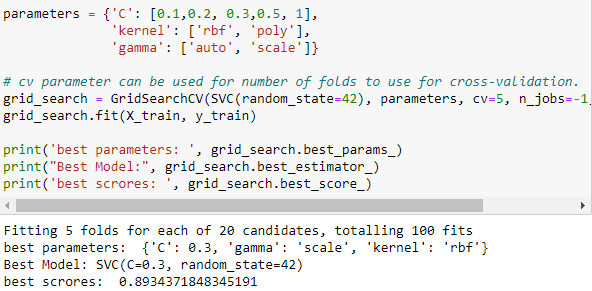 parameters = {'C': [0.1,0.2, 0.3,0.5, 1],
'kernel': ['rbf', 'poly'],
'gamma': ['auto', 'scale']}
# cv parameter can be used for number of folds to use for cross-validation.
grid_search = GridSearchCV(SVC(random_state=42), parameters, cv=5, n_jobs=-1,
grid_search.fit(X_train, y_train)
print('best parameters: ', grid_search.best_params_)
print("Best Model:", grid_search.best_estimator_)
print('best scrores: ', grid_search.best_score_)
Fitting 5 folds for each of 20 candidates, totalling 100 fits
best parameters:  {'C': 0.3, 'gamma': 'scale', 'kernel': 'rbf'}
Best Model: SVC(C=0.3, random_state=42)
best scrores:  0.8934371848345191